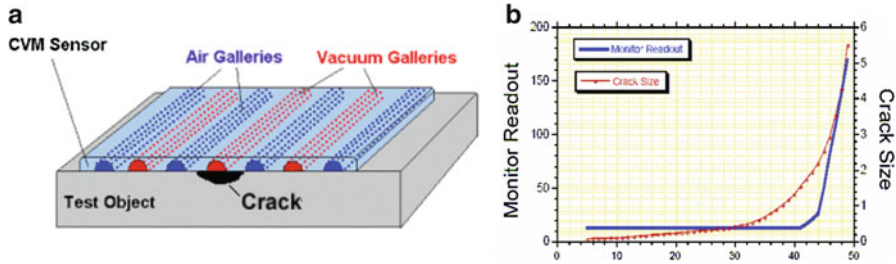 a
CVM Sensor
Air Galleries
Vacuum Galleries
Test Object
Crack
b
200
150
100
50
0
Monitor Readout
Monitor Readout
Crack Size
6
5
4
3
2
1
0
Crack Size
0 10 20 30 40 50